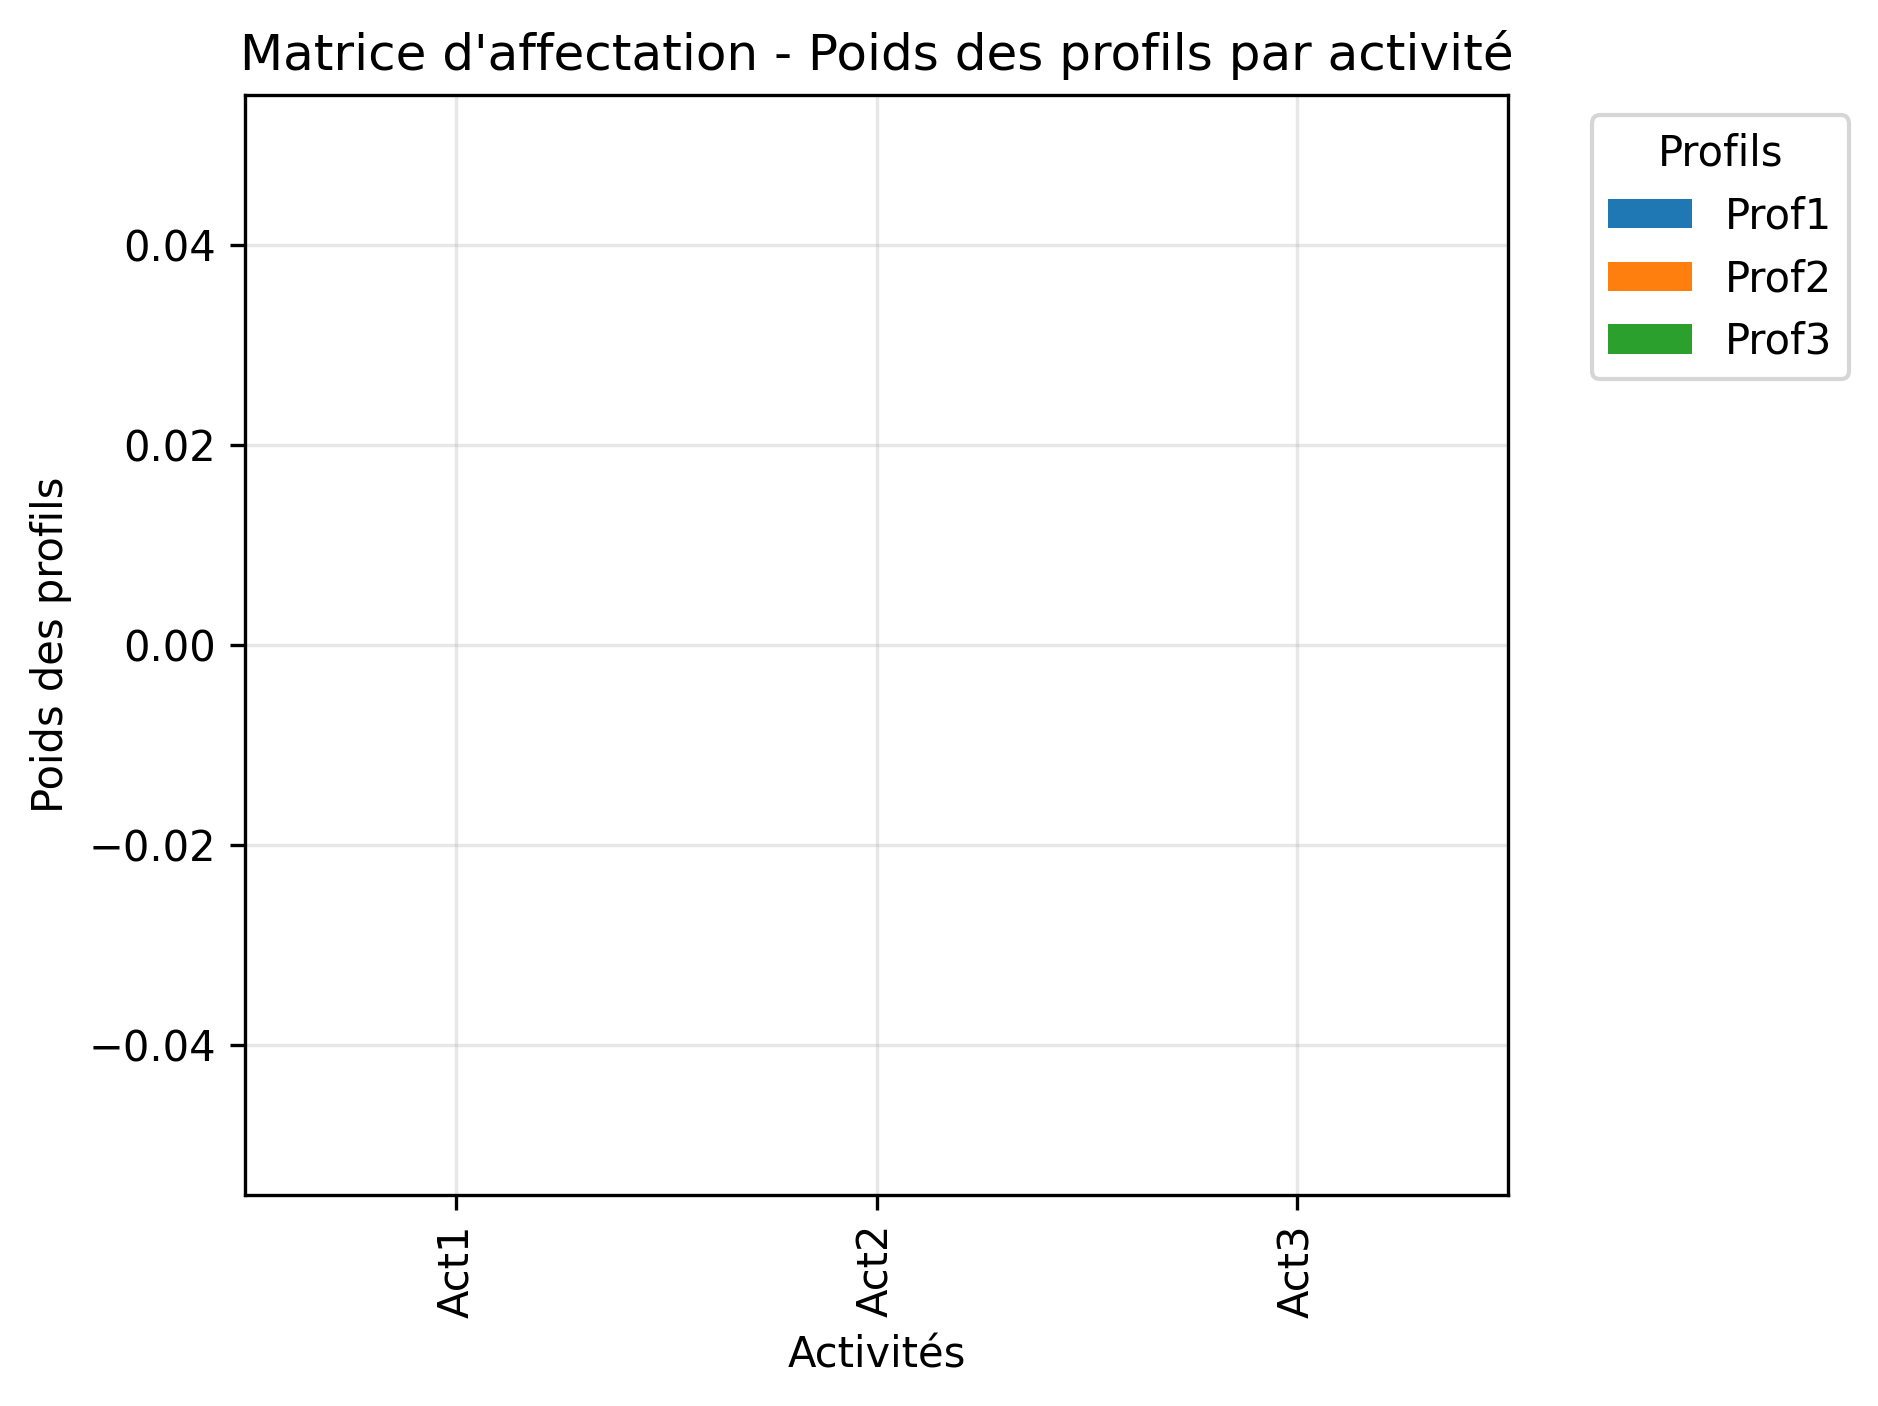 Matrice d'affectation - Poids des profils par activité
Profils
Prof1
Prof2
Prof3
Poids des profils
0.04
0.02
0.00
−0.02
−0.04
Act1
Act2
Act3
Activités